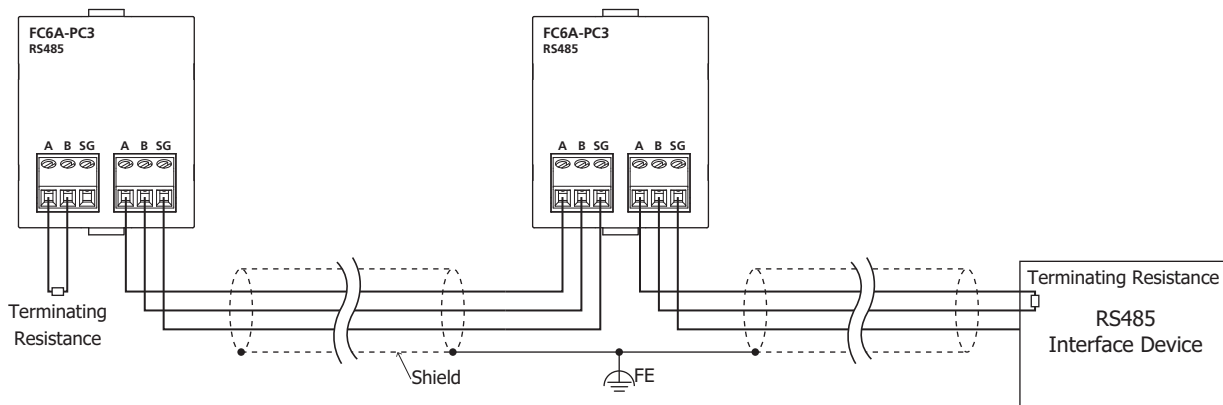 FC6A-PC3
RS485
A B SG A B SG
Terminating
Resistance
FC6A-PC3
RS485
A B SG A B SG
Shield
FE
Terminating Resistance
RS485
Interface Device